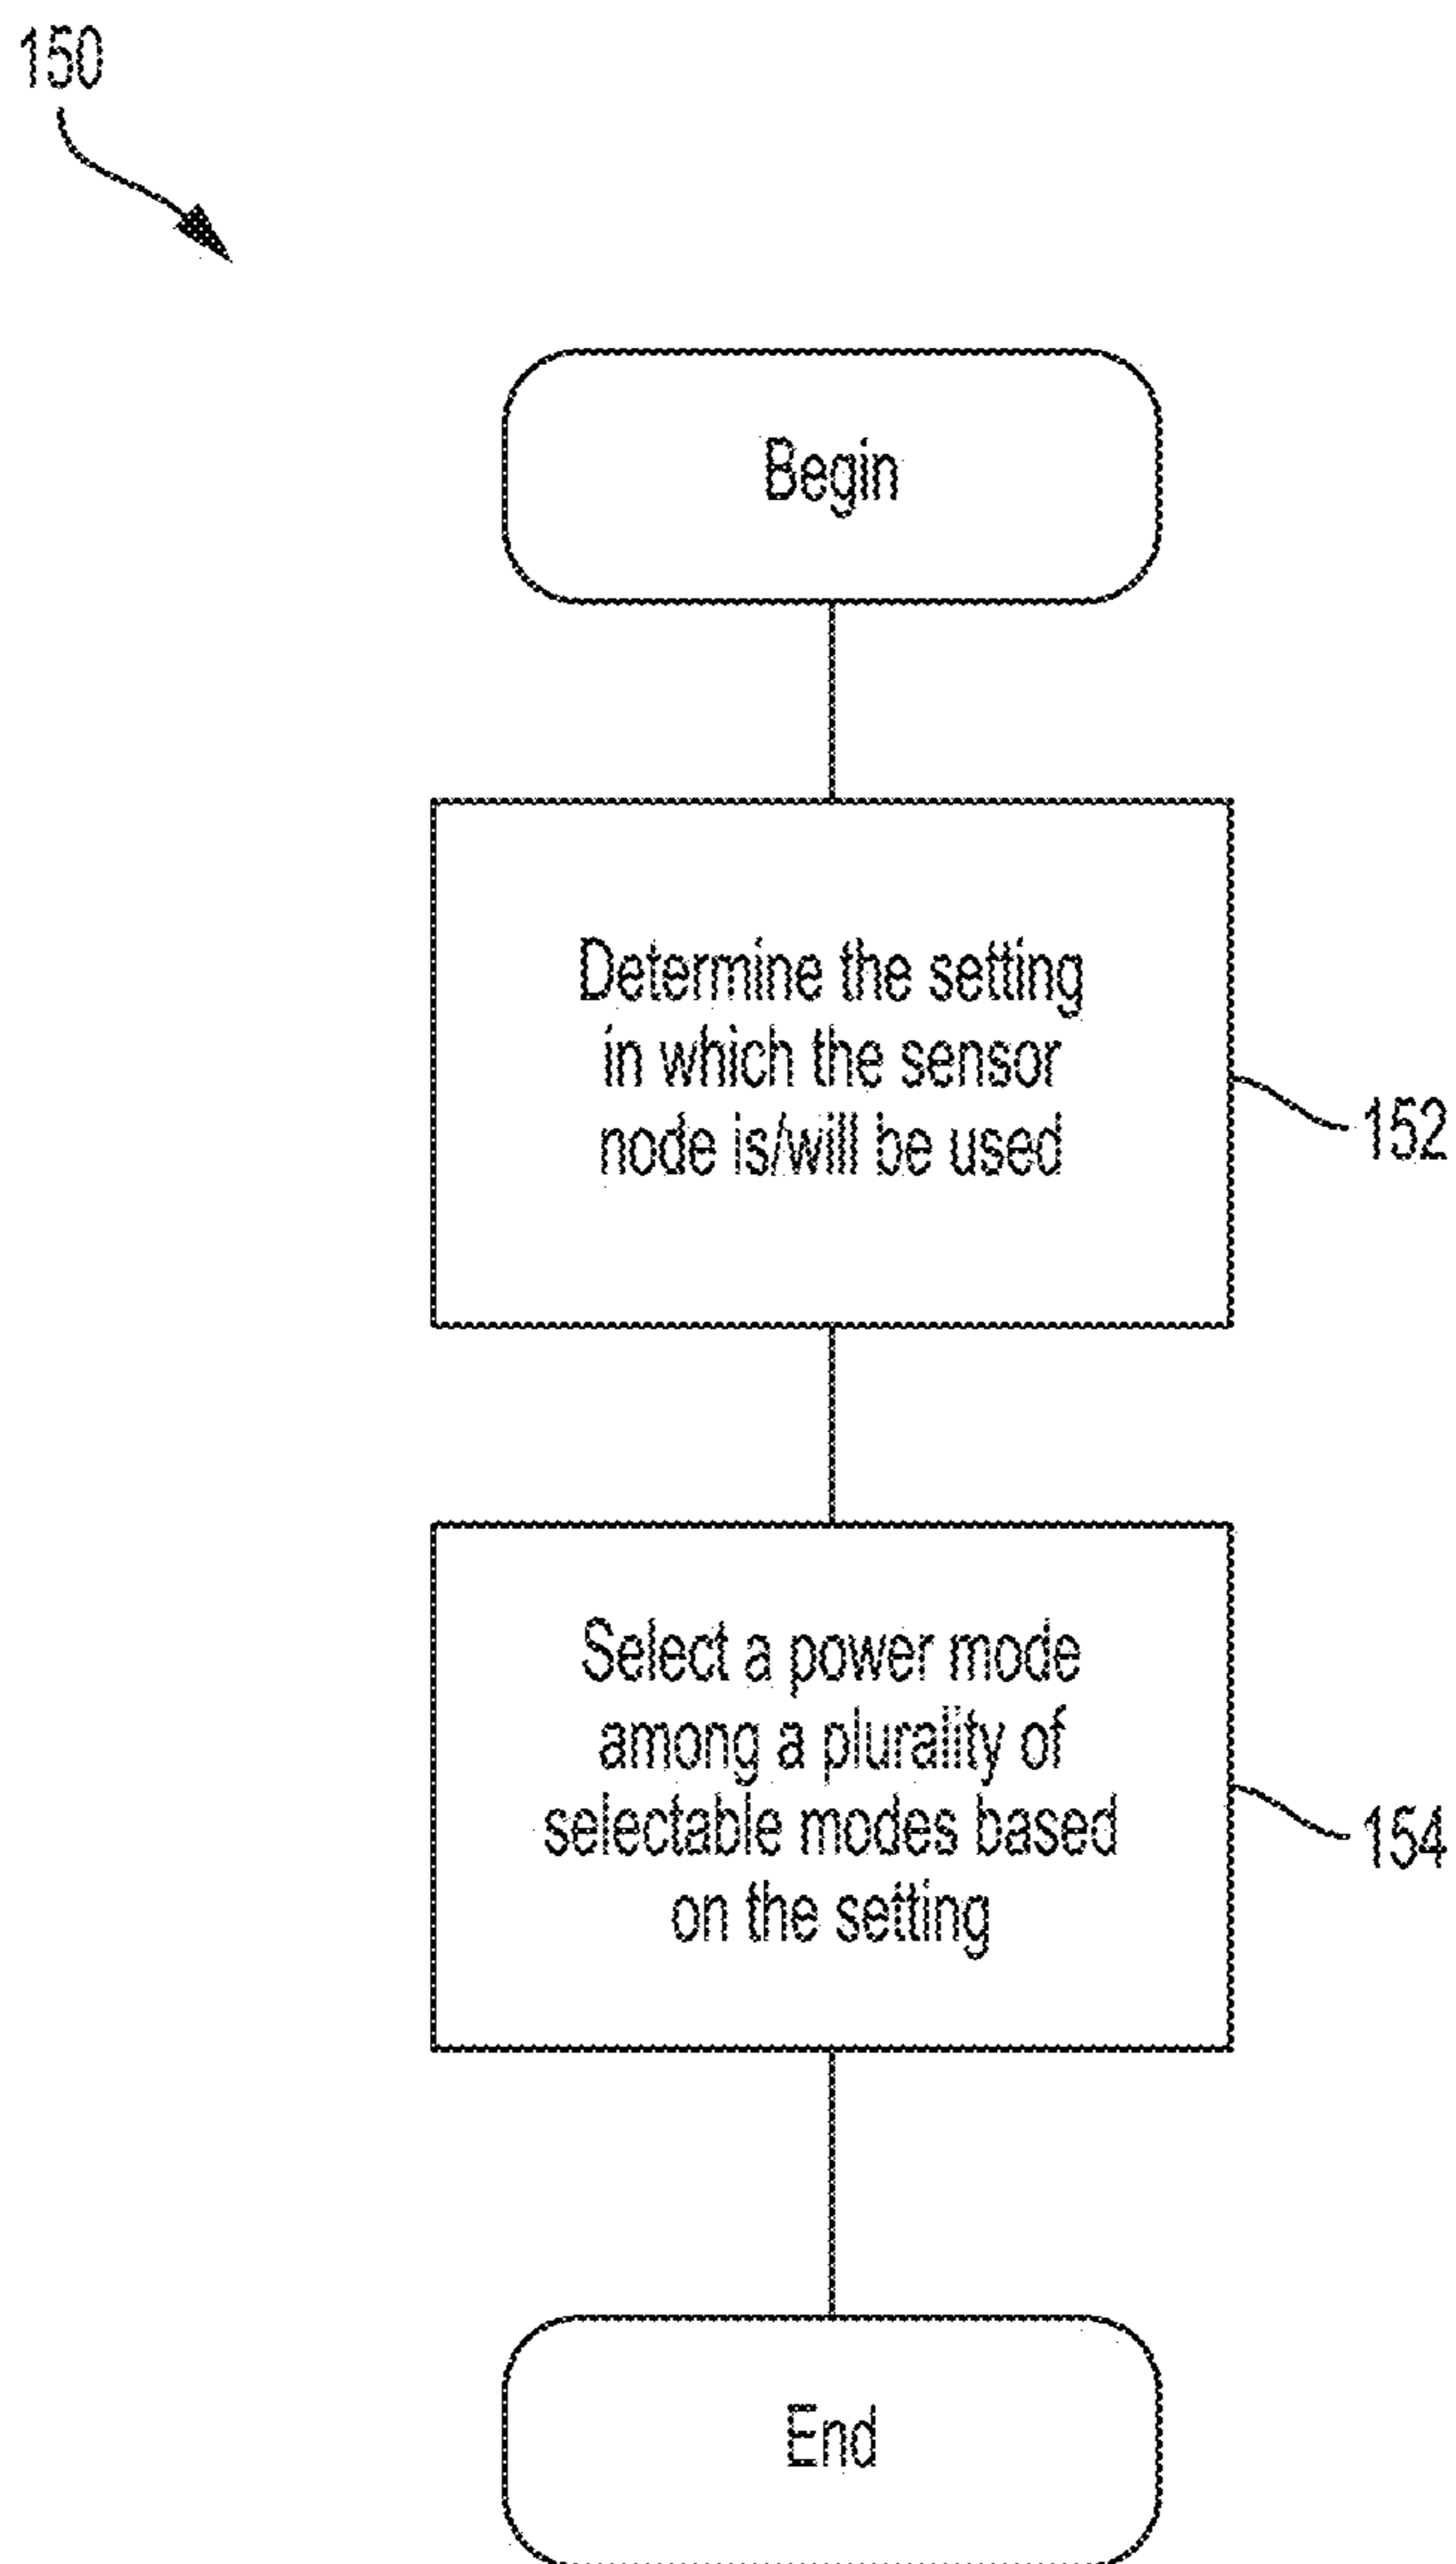 150
Begin
Determine the setting
in which the sensor
node is/will be used
152
Select a power mode
among a plurality of
selectable modes based
on the setting
154
End